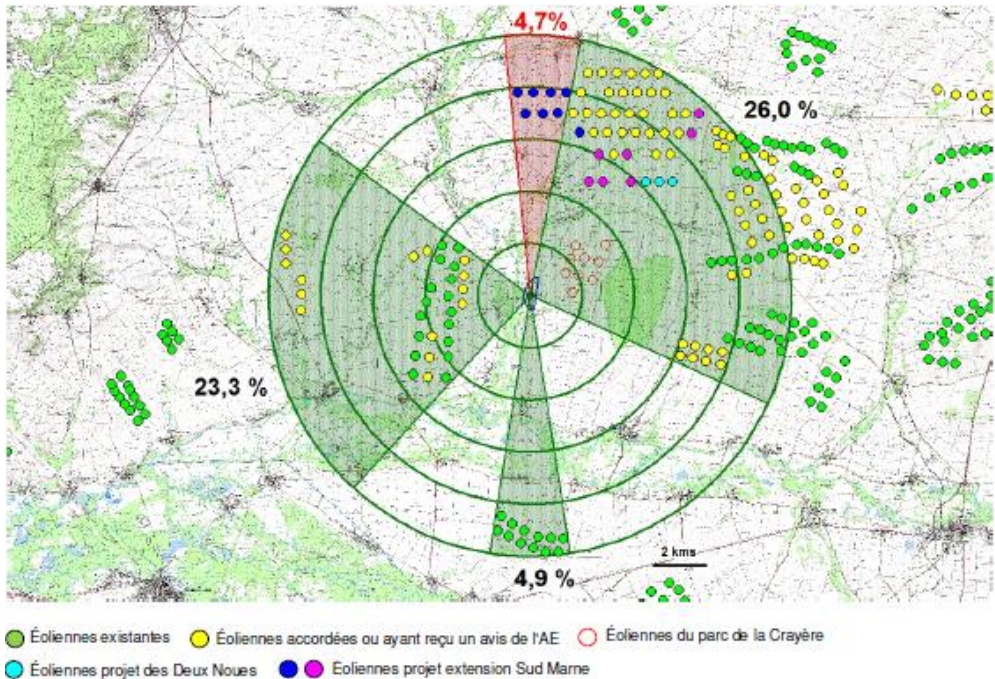 4,7%
26,0 %
23,3 %
2 kms
4,9 %
Éoliennes existantes
Éoliennes accordées ou ayant reçu un avis de l'AE
Éoliennes du parc de la Crayère
Éoliennes projet des Deux Noues
Éoliennes projet extension Sud Marne